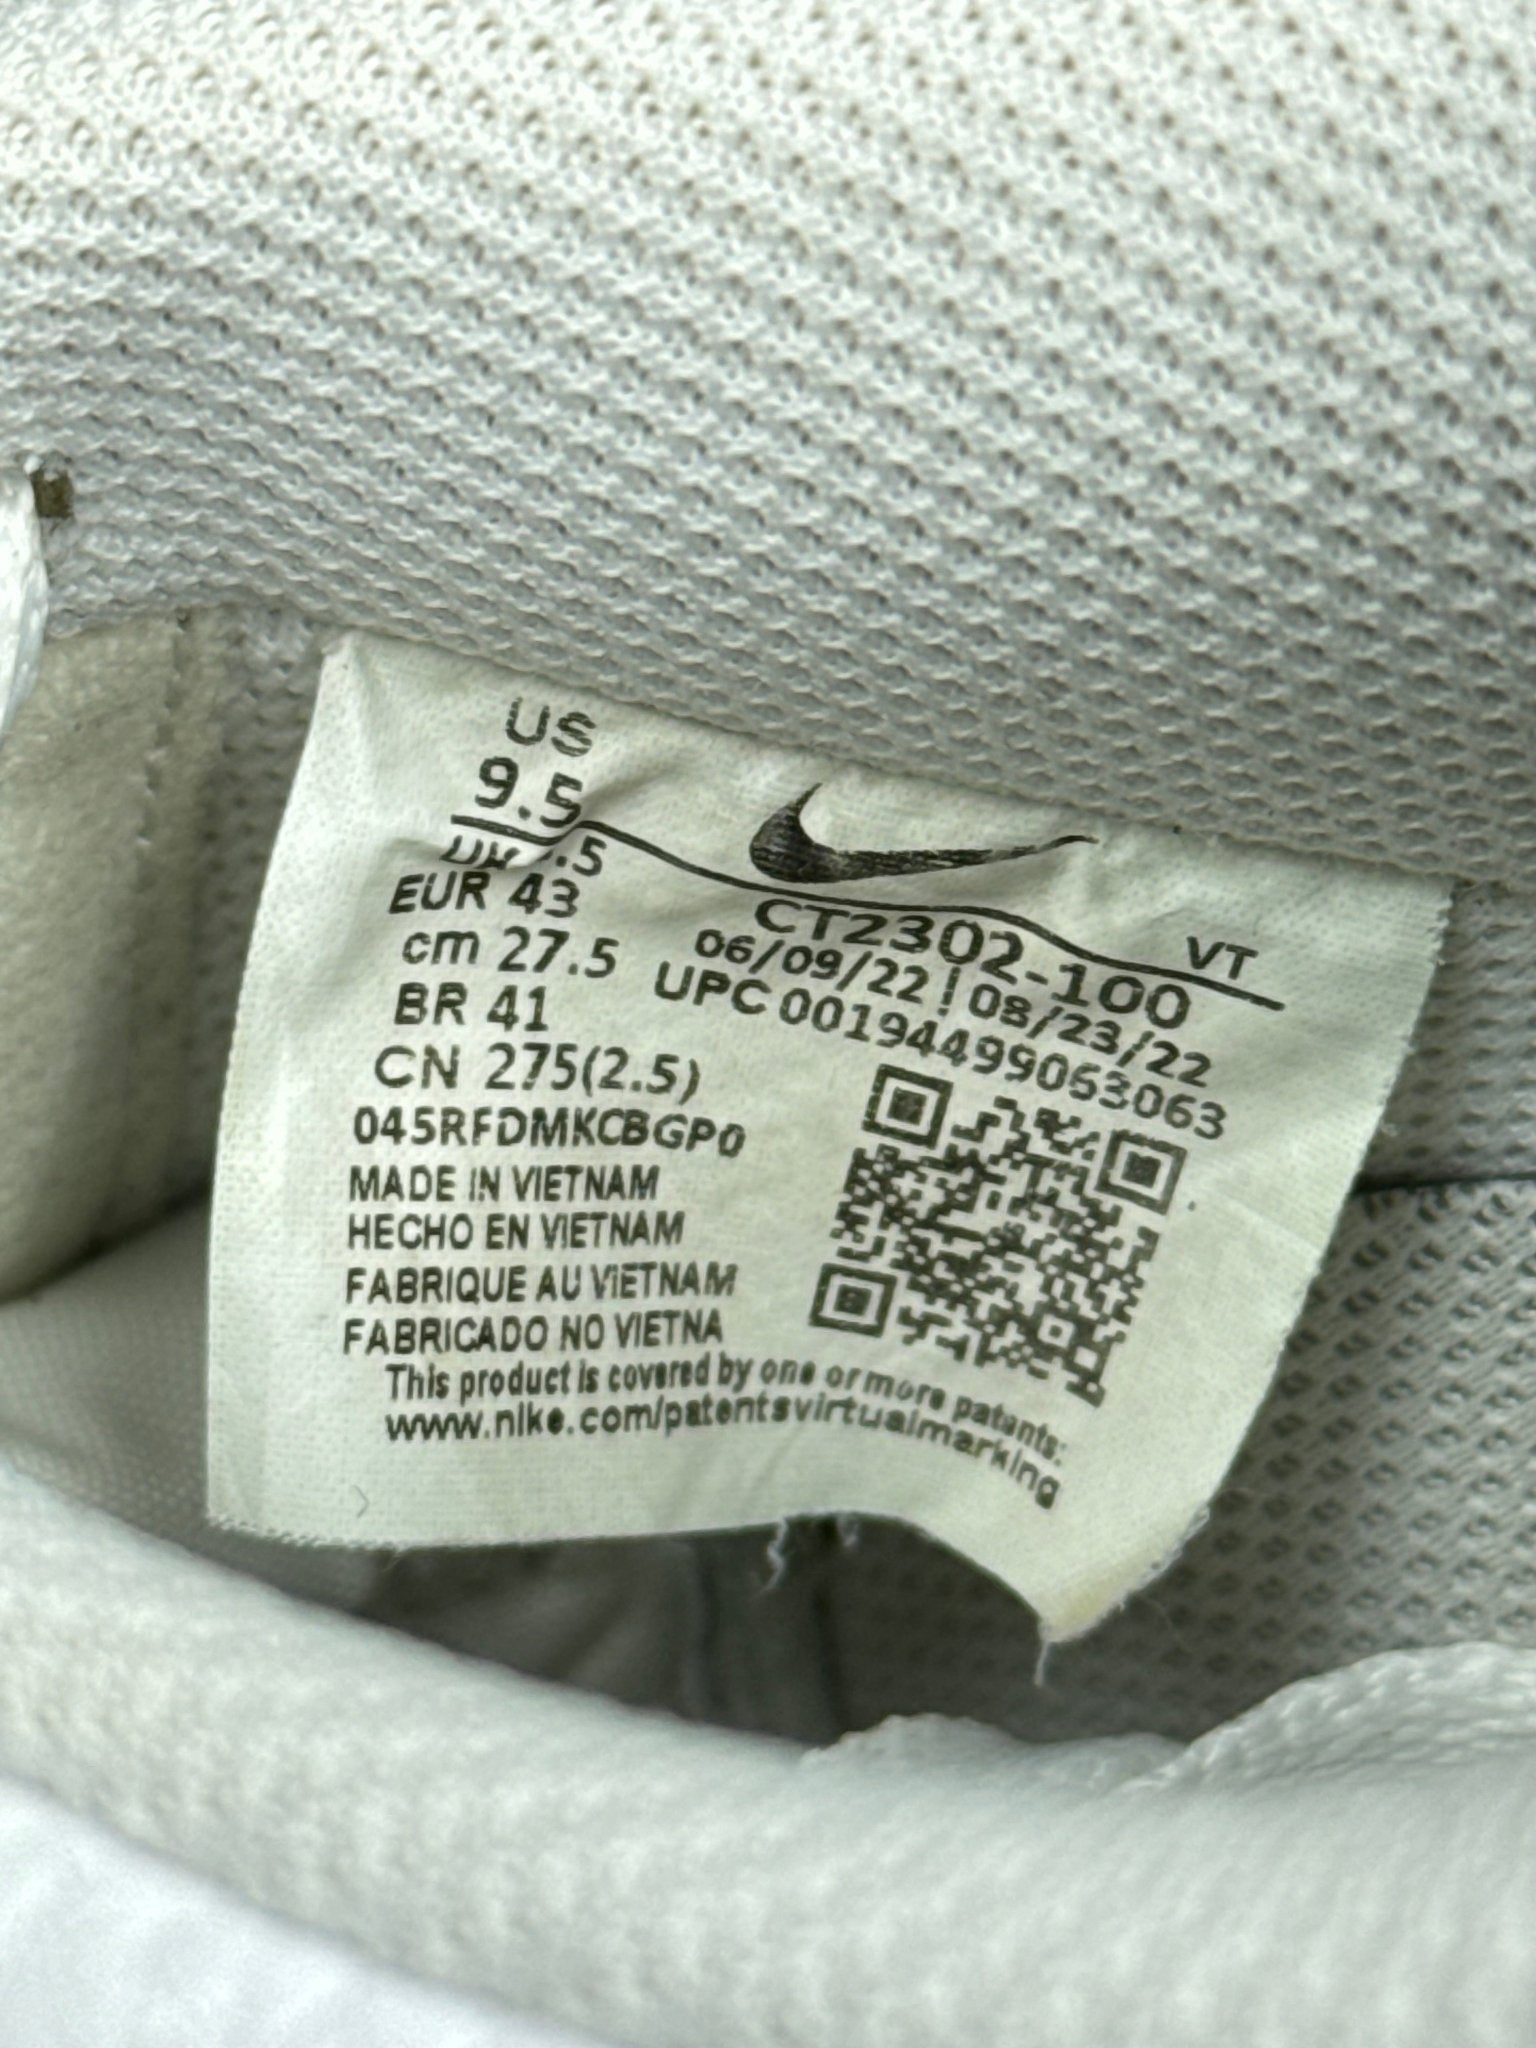 US
9.5
.5
EUR 43
cm 27.5
BR 41
CN 275(2.5)
045RFDMKCBGP0
MADE IN VIETNAM
HECHO EN VIETNAM
FABRIQUE AU VIETNAM
FABRICADO NO VIETNA
VT
CT2302-100
06/09/22 | 08/23/22
UPC 00194499063063
This product is covered by one or more patents:
www.nike.com/patentsvirtualmarking